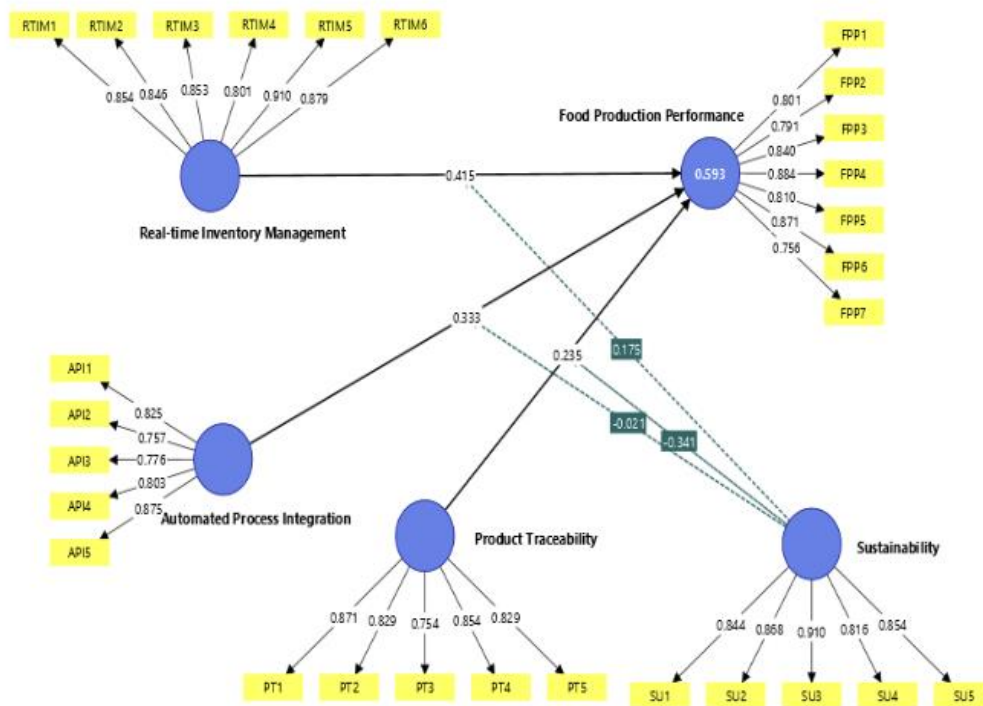 RTIM1 RTIM2 RTIM3 RTIM4 RTIM5 RTIM6
0.854 0.846 0.853 0.801 0.910 0.879
Real-time Inventory Management
Food Production Performance
0.593
FPP1
FPP2
FPP3
FPP4
FPP5
FPP6
FPP7
0.801
0.791
0.840
0.884
0.810
0.871
0.756
0.415
0.333
0.235
0.175
-0.021
-0.341
API1
API2
API3
API4
API5
0.825
0.757
0.776
0.803
0.875
Automated Process Integration
Product Traceability
0.871 0.829 0.754 0.854 0.829
PT1 PT2 PT3 PT4 PT5
Sustainability
0.844 0.868 0.910 0.816 0.854
SU1 SU2 SU3 SU4 SU5